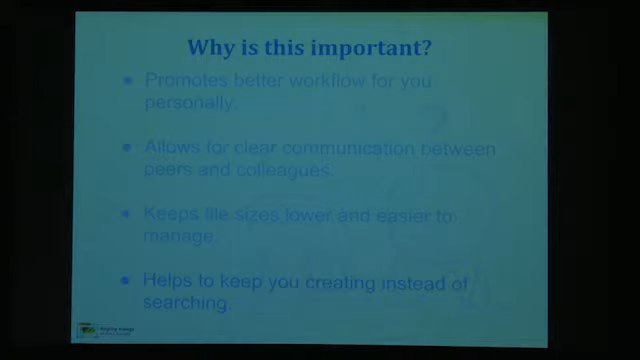 Why is this important?
Promotes better workflow for you
personally.
Allows for clear communication between
peers and colleagues.
Keeps file sizes lower and easier to
manage.
Helps to keep you creating instead of
searching.